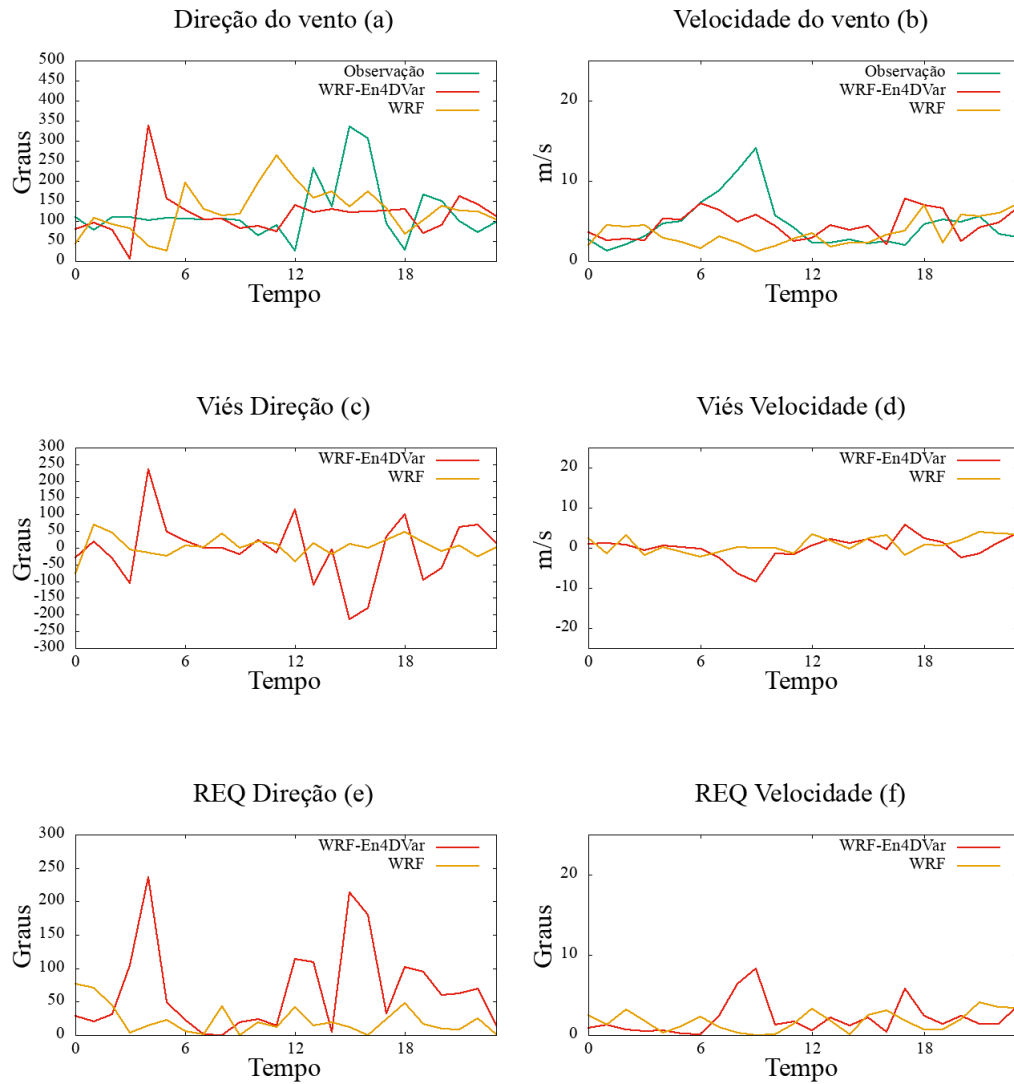 Direção do vento (a)
500
450
400
350
300
250
200
150
100
50
0
Graus
Observação
WRF-En4DVar
WRF
0
6
12
18
Tempo
Velocidade do vento (b)
20
10
0
m/s
Observação
WRF-En4DVar
WRF
0
6
12
18
Tempo
Viés Direção (c)
300
250
200
150
100
50
0
-50
-100
-150
-200
-250
-300
Graus
WRF-En4DVar
WRF
0
6
12
18
Tempo
Viés Velocidade (d)
20
10
0
-10
-20
m/s
WRF-En4DVar
WRF
0
6
12
18
Tempo
REQ Direção (e)
300
250
200
150
100
50
0
Graus
WRF-En4DVar
WRF
0
6
12
18
Tempo
REQ Velocidade (f)
20
10
0
Graus
WRF-En4DVar
WRF
0
6
12
18
Tempo